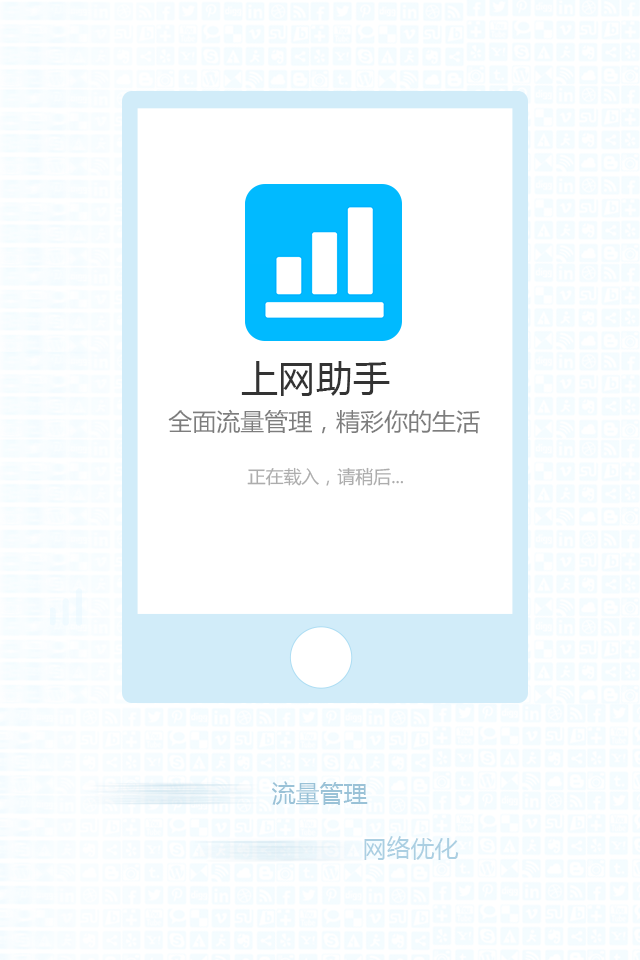 上网助手
全面流量管理，精彩你的生活
正在载入，请稍后...
流量管理
网络优化